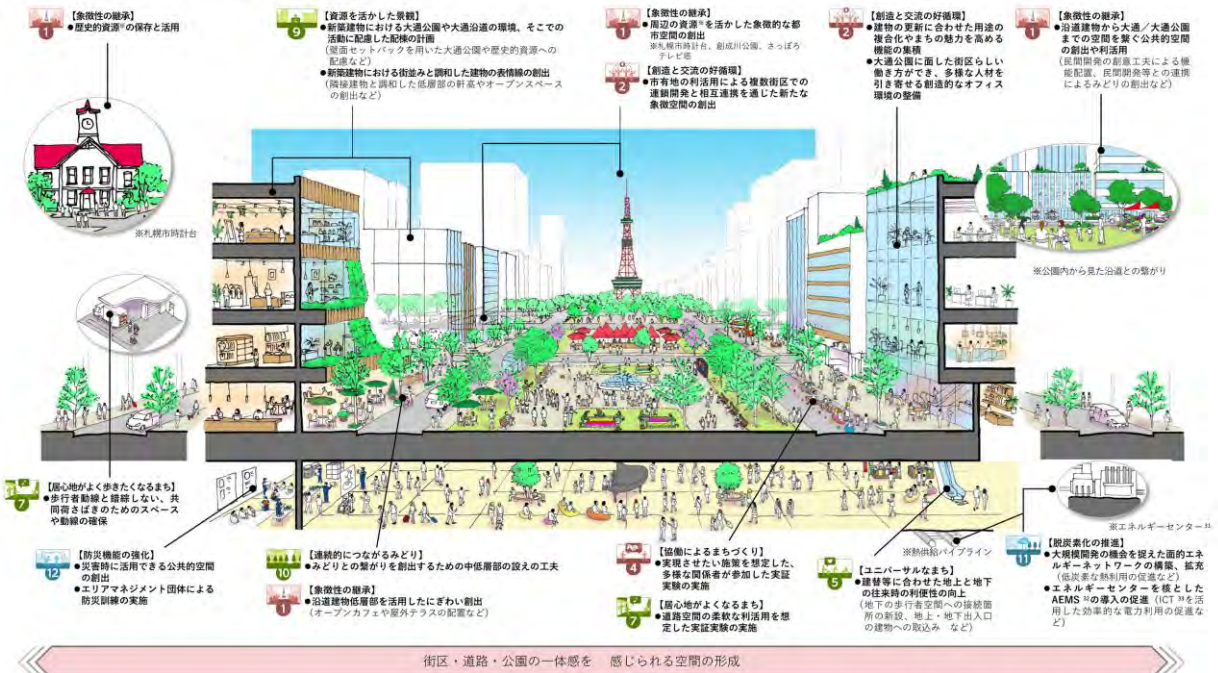 1
【象徴性の継承】
●歴史的資源※の保存と活用
※札幌市時計台
9
【資源を活かした景観】
●新築建物における大通公園や大通沿道の環境、そこでの
活動に配慮した配棟の計画
(壁面セットバックを用いた大通公園や歴史的資源への
配慮など)
●新築建物における街並みと調和した建物の表情線の創出
(隣接建物と調和した低層部の軒高やオープンスペース
の創出など)
1
【象徴性の継承】
●周辺の資源※を活かした象徴的な都
市空間の創出
※札幌市時計台、創成川公園、さっぽろ
テレビ塔
2
【創造と交流の好循環】
●市有地の利活用による複数街区での
連鎖開発と相互連携を通じた新たな
象徴空間の創出
2
【創造と交流の好循環】
●建物の更新に合わせた用途の
複合化やまちの魅力を高める
機能の集積
●大通公園に面した街区らしい
働き方ができ、多様な人材を
引き寄せる創造的なオフィス
環境の整備
1
【象徴性の継承】
●沿道建物から大通/大通公園
までの空間を繋ぐ公共的空間
の創出や利活用
(民間開発の創意工夫による機
能配置、民間開発等との連携
によるみどりの創出など)
※公園内から見た沿道との繋がり
7
【居心地がよく歩きたくなるまち】
●歩行者動線と錯綜しない、共
同荷さばきのためのスペース
や動線の確保
12
【防災機能の強化】
●災害時に活用できる公共的空間
の創出
●エリアマネジメント団体による
防災訓練の実施
10
【連続的につながるみどり】
●みどりとの繋がりを創出するための中低層部の設えの工夫
1
【象徴性の継承】
●沿道建物低層部を活用したにぎわい創出
(オープンカフェや屋外テラスの配置など)
4
【協働によるまちづくり】
●実現させたい施策を想定した、
多様な関係者が参加した実証
実験の実施
7
【居心地がよくなるまち】
●道路空間の柔軟な利活用を想
定した実証実験の実施
※熱供給パイプライン
5
【ユニバーサルなまち】
●建替等に合わせた地上と地下
の往来時の利便性の向上
(地下の歩行者空間への接続箇
所の新設、地上・地下出入口
の建物への取込み など)
※エネルギーセンター³¹
11
【脱炭素化の推進】
●大規模開発の機会を捉えた面的エネ
ルギーネットワークの構築、拡充
(低炭素な熱利用の促進など)
●エネルギーセンターを核とした
AEMS ³²の導入の促進(ICT ³³を活
用した効率的な電力利用の促進な
ど)
街区・道路・公園の一体感を 感じられる空間の形成